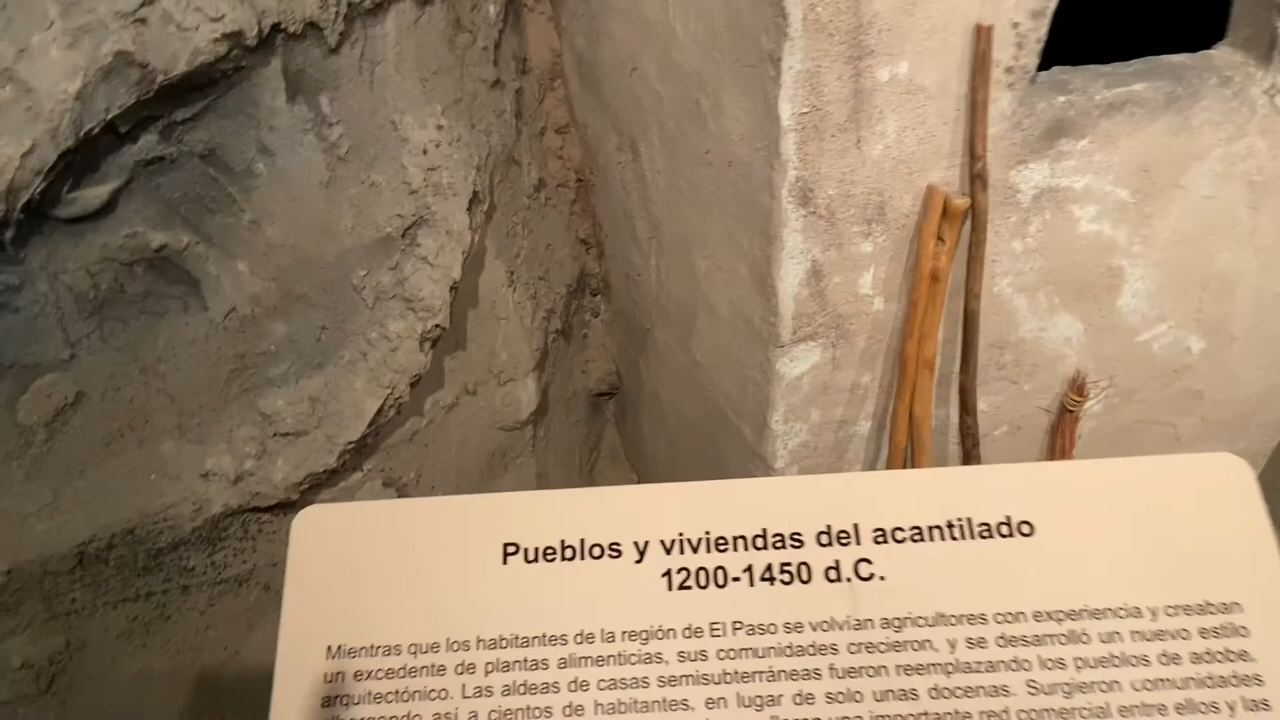 Pueblos y viviendas del acantilado
1200-1450 d.C.
Mientras que los habitantes de la región de El Paso se volvían agricultores con experiencia y creaban
un excedente de plantas alimenticias, sus comunidades crecieron, y se desarrolló un nuevo estilo
arquitectónico. Las aldeas de casas semisubterráneas fueron reemplazando los pueblos de adobe,
así a cientos de habitantes, en lugar de solo unas docenas. Surgieron comunidades
una importante red comercial entre ellos y las